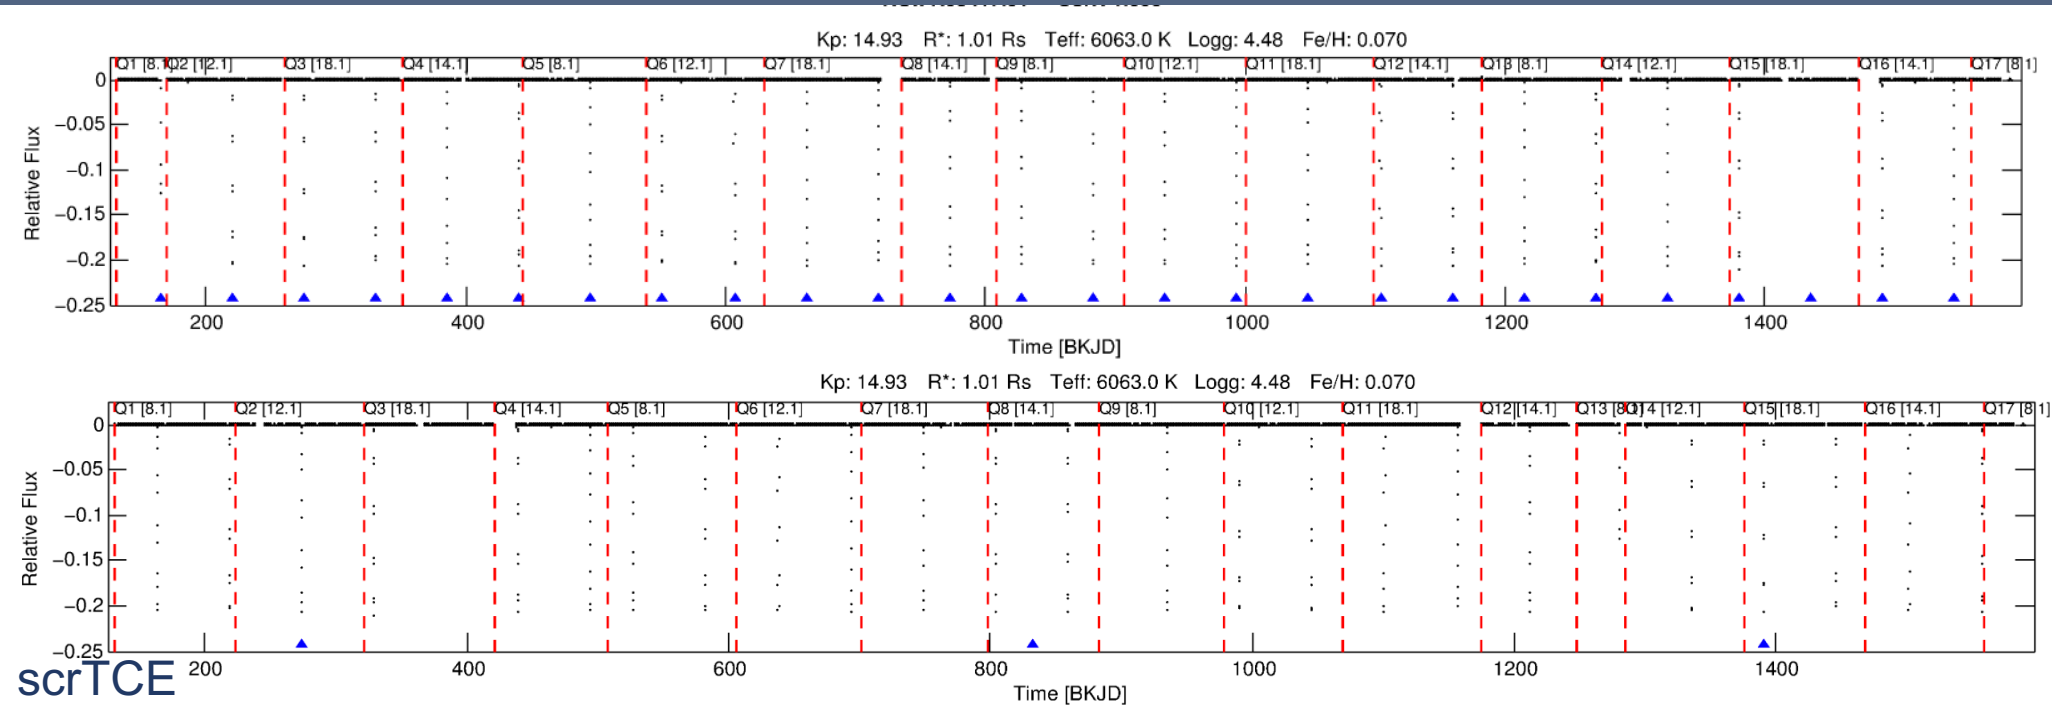 Kp: 14.93 R*: 1.01 Rs Teff: 6063.0 K Logg: 4.48 Fe/H: 0.070
Q1 [8.1] Q2 [12.1] Q3 [18.1] Q4 [14.1] Q5 [8.1] Q6 [12.1] Q7 [18.1] Q8 [14.1] Q9 [8.1] Q10 [12.1] Q11 [18.1] Q12 [14.1] Q13 [8.1] Q14 [12.1] Q15 [18.1] Q16 [14.1] Q17 [8.1]
0
−0.05
−0.1
−0.15
−0.2
−0.25
Relative Flux
200 400 600 800 1000 1200 1400
Time [BKJD]
Kp: 14.93 R*: 1.01 Rs Teff: 6063.0 K Logg: 4.48 Fe/H: 0.070
Q1 [8.1] Q2 [12.1] Q3 [18.1] Q4 [14.1] Q5 [8.1] Q6 [12.1] Q7 [18.1] Q8 [14.1] Q9 [8.1] Q10 [12.1] Q11 [18.1] Q12 [14.1] Q13 [8.1] Q14 [12.1] Q15 [18.1] Q16 [14.1] Q17 [8.1]
0
−0.05
−0.1
−0.15
−0.2
−0.25
Relative Flux
200 400 600 800 1000 1200 1400
Time [BKJD]
scrTCE